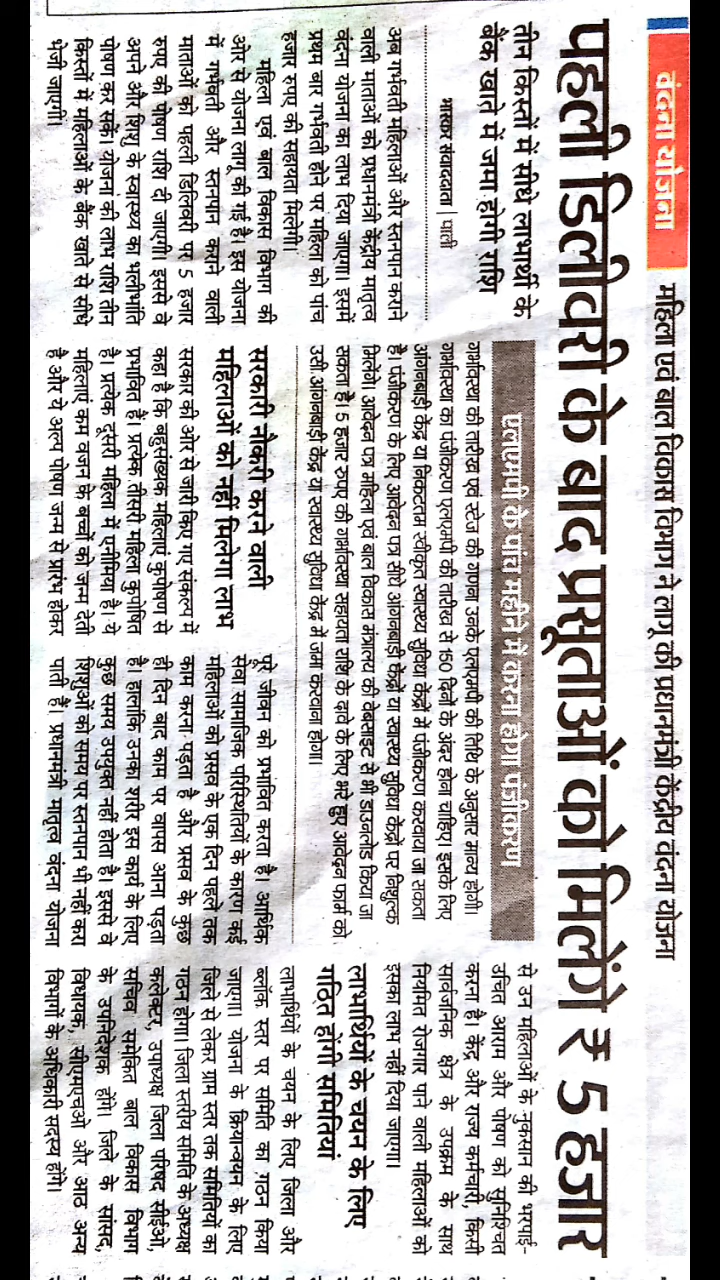 वंदना योजना
महिला एवं बाल विकास विभाग ने लागू की प्रधानमंत्री केंद्रीय वंदना योजना
पहली डिलीवरी के बाद प्रसूताओं को मिलेंगे ₹ 5 हजार
तीन किस्तों में सीधे लाभार्थी के
बैंक खाते में जमा होगी राशि
भास्कर संवाददाता | पाली
अब गर्भवती महिलाओं और स्तनपान कराने
वाली माताओं को प्रधानमंत्री केंद्रीय मातृत्व
वंदना योजना का लाभ दिया जाएगा। इसमें
प्रथम बार गर्भवती होने पर महिला को पांच
हजार रुपए की सहायता मिलेगी।
महिला एवं बाल विकास विभाग की
ओर से योजना लागू की गई है। इस योजना
में गर्भवती और स्तनपान कराने वाली
माताओं को पहली डिलिवरी पर 5 हजार
रुपए की पोषण राशि दी जाएगी। इससे वे
अपने और शिशु के स्वास्थ्य का भलीभांति
पोषण कर सकें। योजना की लाभ राशि तीन
किस्तों में महिलाओं के बैंक खाते से सीधे
भेजी जाएगी।
एलएमपी के पांच महीने में कराना होगा पंजीकरण
गर्भावस्था की तारीख एवं स्टेज की गणना उनके एलएमपी की तिथि के अनुसार मान्य होगी।
गर्भावस्था का पंजीकरण एलएमपी की तारीख से 150 दिनों के अंदर होना चाहिए। इसके लिए
आंगनबाड़ी केंद्र या निकटतम स्वीकृत स्वास्थ्य सुविधा केंद्रों में पंजीकरण करवाया जा सकता
है। पंजीकरण के लिए आवेदन पत्र सीधे आंगनबाड़ी केंद्रों या स्वास्थ्य सुविधा केंद्रों पर निशुल्क
मिलेंगे। आवेदन पत्र महिला एवं बाल विकास मंत्रालय की वेबसाइट से भी डाउनलोड किया जा
सकता है। 5 हजार रुपए की गर्भावस्था सहायता राशि के दावे के लिए भरे हुए आवेदन फार्म को
उसी आंगनबाड़ी केंद्र या स्वास्थ्य सुविधा केंद्र में जमा करवाना होगा।
सरकारी नौकरी करने वाली
महिलाओं को नहीं मिलेगा लाभ
सरकार की ओर से जारी किए गए संकल्प में
कहा है कि बहुसंख्यक महिलाएं कुपोषण से
प्रभावित है। प्रत्येक तीसरी महिला कुपोषित
है। प्रत्येक दूसरी महिला में एनीमिया है। ये
महिलाएं कम वजन के बच्चों को जन्म देती
है और ये अल्प पोषण जन्म से प्रारंभ होकर
पूरे जीवन को प्रभावित करता है। आर्थिक
सेवा सामाजिक परिस्थितियों के कारण कई
महिलाओं को प्रसव के एक दिन पहले तक
काम करना पड़ता है और प्रसव के कुछ
ही दिन बाद काम पर वापस आना पड़ता
है। हालांकि उनका शरीर इस कार्य के लिए
कुछ समय उपयुक्त नहीं होता है। इससे वे
शिशुओं को समय पर स्तनपान भी नहीं करा
पाती है। प्रधानमंत्री मातृत्व वंदना योजना
से उन महिलाओं के नुकसान की भरपाई-
उचित आराम और पोषण को सुनिश्चित
करना है। केंद्र और राज्य कर्मचारी, किसी
सार्वजनिक क्षेत्र के उपक्रम के साथ
नियमित रोजगार पाने वाली महिलाओं को
इसका लाभ नहीं दिया जाएगा।
लाभार्थियों के चयन के लिए
गठित होंगी समितियां
लाभार्थियों के चयन के लिए जिला और
ब्लॉक स्तर पर समिति का गठन किया
जाएगा। योजना के क्रियान्वयन के लिए
जिले से लेकर ग्राम स्तर तक समितियों का
गठन होगा। जिला स्तरीय समिति के अध्यक्ष
कलेक्टर, उपाध्यक्ष जिला परिषद सीईओ,
सचिव समेकित बाल विकास विभाग
के उपनिदेशक होंगे। जिले के सांसद,
विधायक, सीएमएचओ और आठ अन्य
विभागों के अधिकारी सदस्य होंगे।